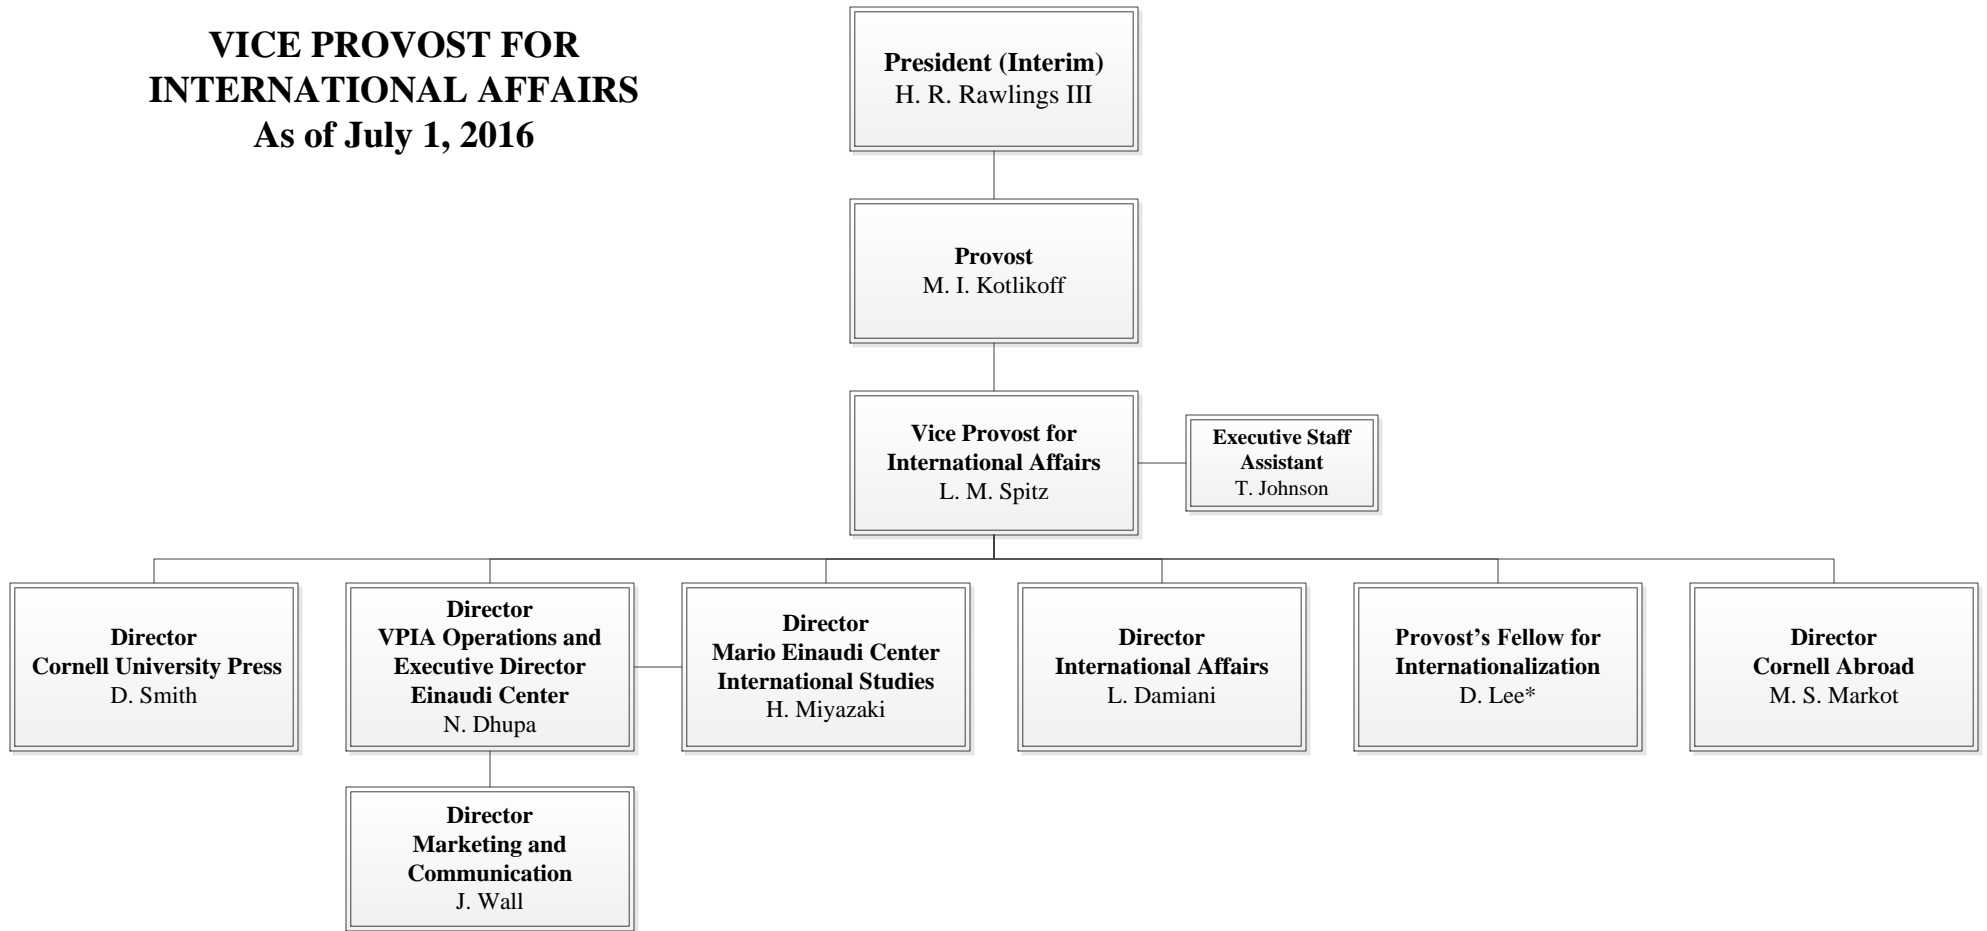 VICE PROVOST FOR
INTERNATIONAL AFFAIRS
As of July 1, 2016
President (Interim)
H. R. Rawlings III
Provost
M. I. Kotlikoff
Vice Provost for
International Affairs
L. M. Spitz
Executive Staff
Assistant
T. Johnson
Director
Cornell University Press
D. Smith
Director
VPIA Operations and
Executive Director
Einaudi Center
N. Dhupa
Director
Mario Einaudi Center
International Studies
H. Miyazaki
Director
International Affairs
L. Damiani
Provost's Fellow for
Internationalization
D. Lee*
Director
Cornell Abroad
M. S. Markot
Director
Marketing and
Communication
J. Wall